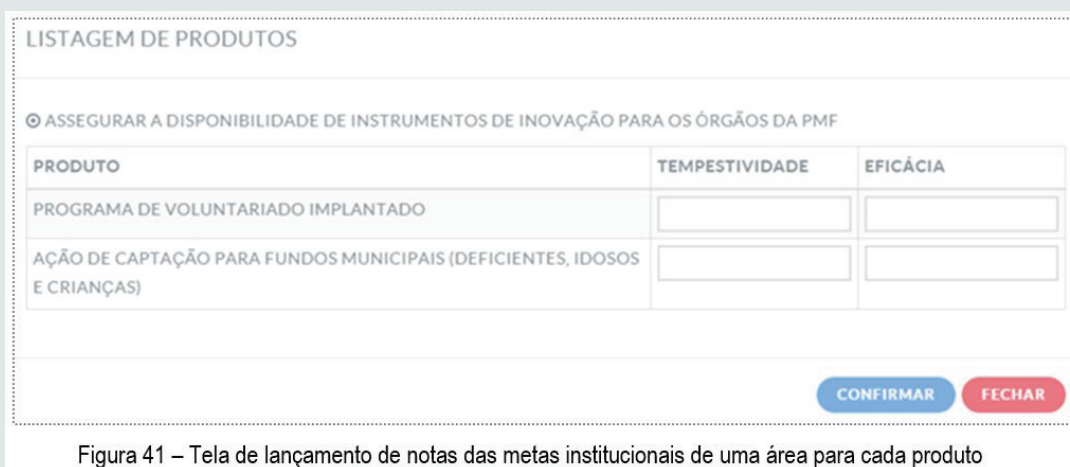 LISTAGEM DE PRODUTOS
ASSEGURAR A DISPONIBILIDADE DE INSTRUMENTOS DE INOVAÇÃO PARA OS ÓRGÃOS DA PMF
PRODUTO TEMPESTIVIDADE EFICÁCIA
PROGRAMA DE VOLUNTARIADO IMPLANTADO
AÇÃO DE CAPTAÇÃO PARA FUNDOS MUNICIPAIS (DEFICIENTES, IDOSOS
E CRIANÇAS)
CONFIRMAR FECHAR
Figura 41 – Tela de lançamento de notas das metas institucionais de uma área para cada produto